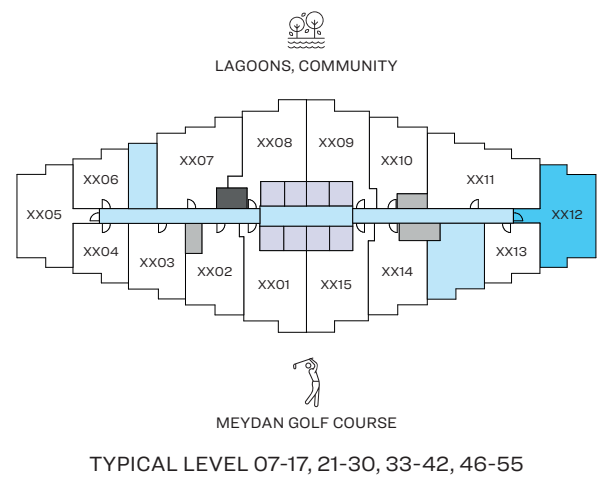 LAGOONS, COMMUNITY
XX08
XX09
XX07
XX10
XX06
XX11
XX05
XX12
XX04
XX03
XX02
XX01
XX15
XX14
XX13
MEYDAN GOLF COURSE
TYPICAL LEVEL 07-17, 21-30, 33-42, 46-55